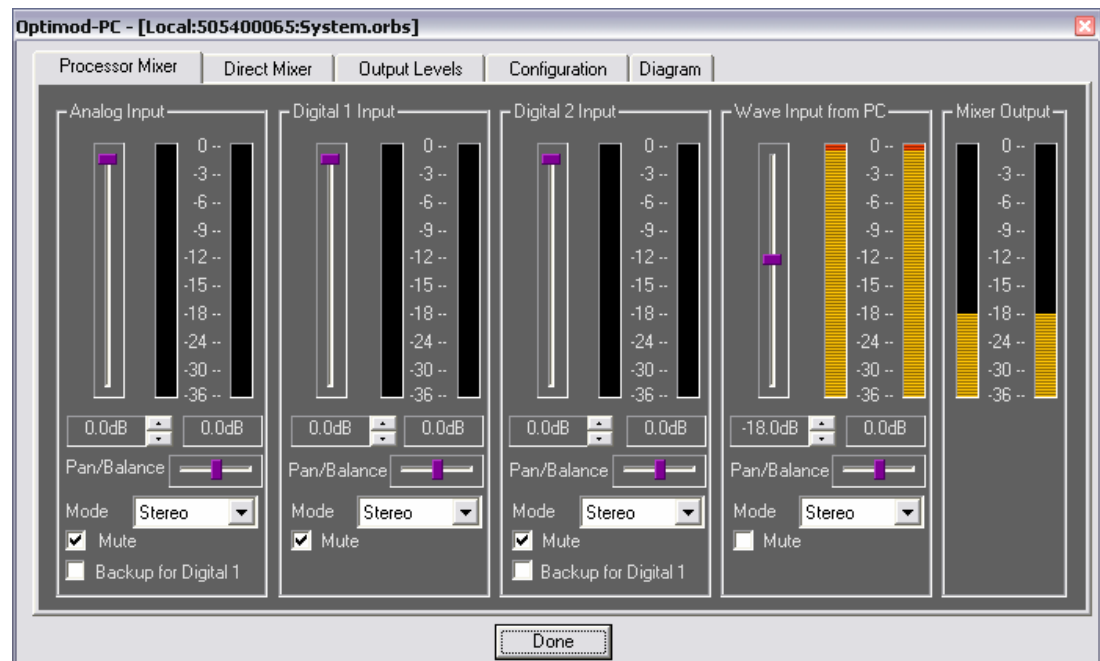 Optimod-PC - [Local:505400065:System.orbs]
Processor Mixer
Direct Mixer
Output Levels
Configuration
Diagram
Analog Input
0 --
-3 --
-6 --
-9 --
-12 --
-15 --
-18 --
-24 --
-30 --
-36 --
0.0dB
0.0dB
Pan/Balance
Mode
Stereo
Mute
Backup for Digital 1
Digital 1 Input
0 --
-3 --
-6 --
-9 --
-12 --
-15 --
-18 --
-24 --
-30 --
-36 --
0.0dB
0.0dB
Pan/Balance
Mode
Stereo
Mute
Digital 2 Input
0 --
-3 --
-6 --
-9 --
-12 --
-15 --
-18 --
-24 --
-30 --
-36 --
0.0dB
0.0dB
Pan/Balance
Mode
Stereo
Mute
Backup for Digital 1
Wave Input from PC
0 --
-3 --
-6 --
-9 --
-12 --
-15 --
-18 --
-24 --
-30 --
-36 --
-18.0dB
0.0dB
Pan/Balance
Mode
Stereo
Mute
Mixer Output
0 --
-3 --
-6 --
-9 --
-12 --
-15 --
-18 --
-24 --
-30 --
-36 --
Done